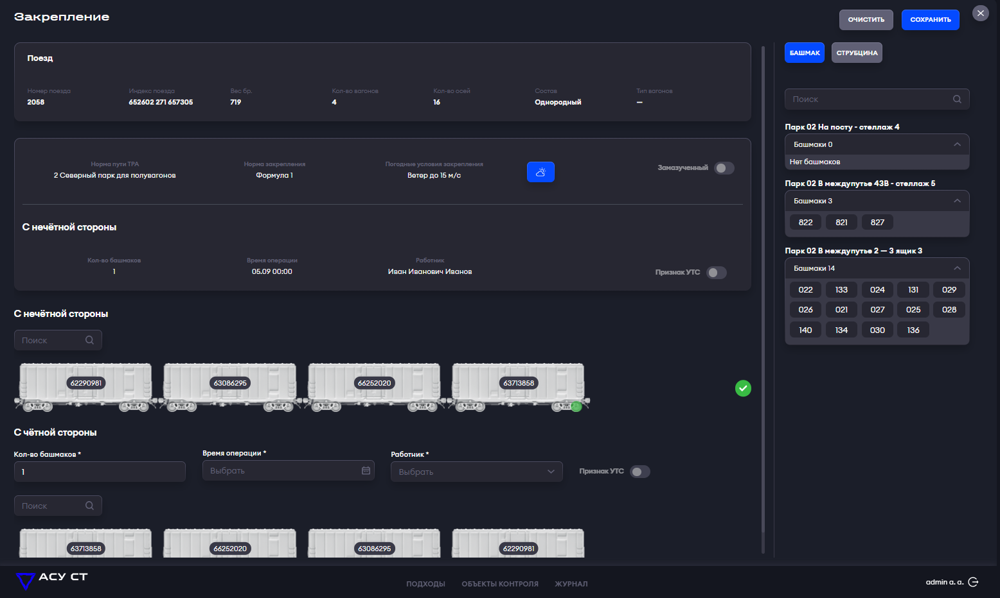 Закрепление
ОЧИСТИТЬ
СОХРАНИТЬ
Поезд
Номер поезда
Индекс поезда
Вес бр.
Кол-во вагонов
Кол-во осей
Состав
Тип вагонов
2058
652602 271 657305
719
4
16
Однородный
—
Норма пути ТРА
Норма закрепления
Погодные условия закрепления
2 Северный парк для полувагонов
Формула 1
Ветер до 15 м/с
Замазученный
С нечётной стороны
Кол-во башмаков
Время операции
Работник
1
05.09 00:00
Иван Иванович Иванов
Признак УТС
С нечётной стороны
Поиск
62290981
63086295
66252020
63713858
С чётной стороны
Кол-во башмаков *
Время операции *
Работник *
1
Выбрать
Выбрать
Признак УТС
Поиск
63713858
66252020
63086295
62290981
БАШМАК
СТРУБЦИНА
Поиск
Парк 02 На посту - стеллаж 4
Башмаки 0
Нет башмаков
Парк 02 В междупутье 43В - стеллаж 5
Башмаки 3
822 821 827
Парк 02 В междупутье 2 — 3 ящик 3
Башмаки 14
022 133 024 131 029
026 021 027 025 028
140 134 030 136
АСУ СТ
ПОДХОДЫ
ОБЪЕКТЫ КОНТРОЛЯ
ЖУРНАЛ
admin a. a.